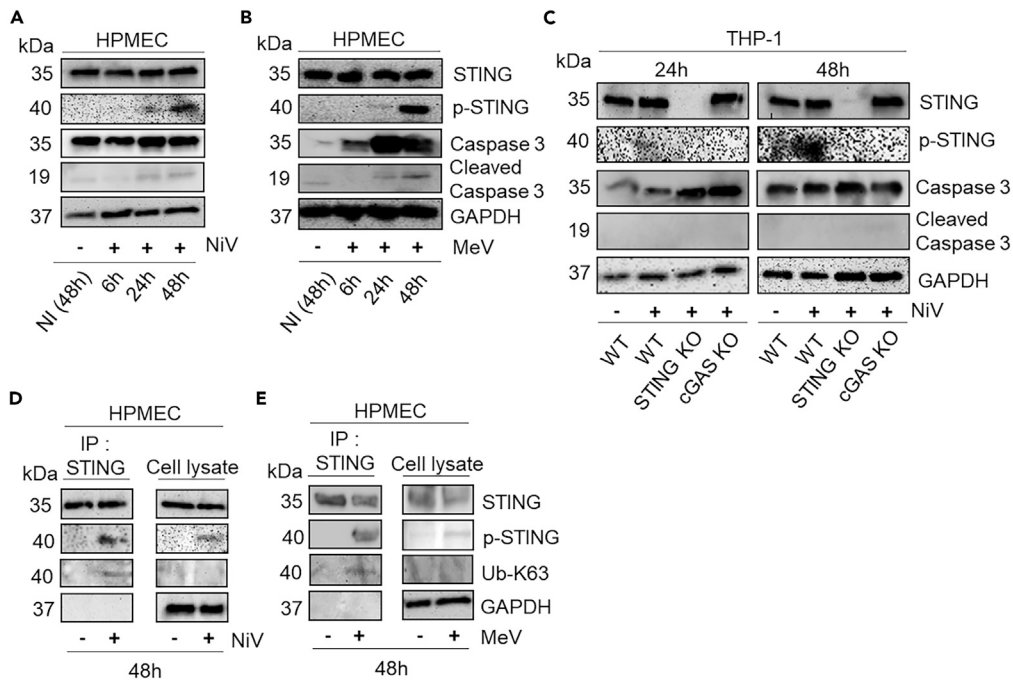 A
HPMEC
kDa
35
40
35
19
37
- + + + NiV
NI (48h) 6h 24h 48h
B
HPMEC
kDa
35 STING
40 p-STING
35 Caspase 3
19 Cleaved
Caspase 3
37 GAPDH
- + + + MeV
NI (48h) 6h 24h 48h
C
THP-1
kDa
24h 48h
35 STING
40 p-STING
35 Caspase 3
19 Cleaved
Caspase 3
37 GAPDH
- + + + - + + + NiV
WT WT STING KO cGAS KO WT WT STING KO cGAS KO
D
HPMEC
IP :
kDa STING Cell lysate
35
40
40
37
- + - + NiV
48h
E
HPMEC
IP :
kDa STING Cell lysate
35 STING
40 p-STING
40 Ub-K63
37 GAPDH
- + - + MeV
48h